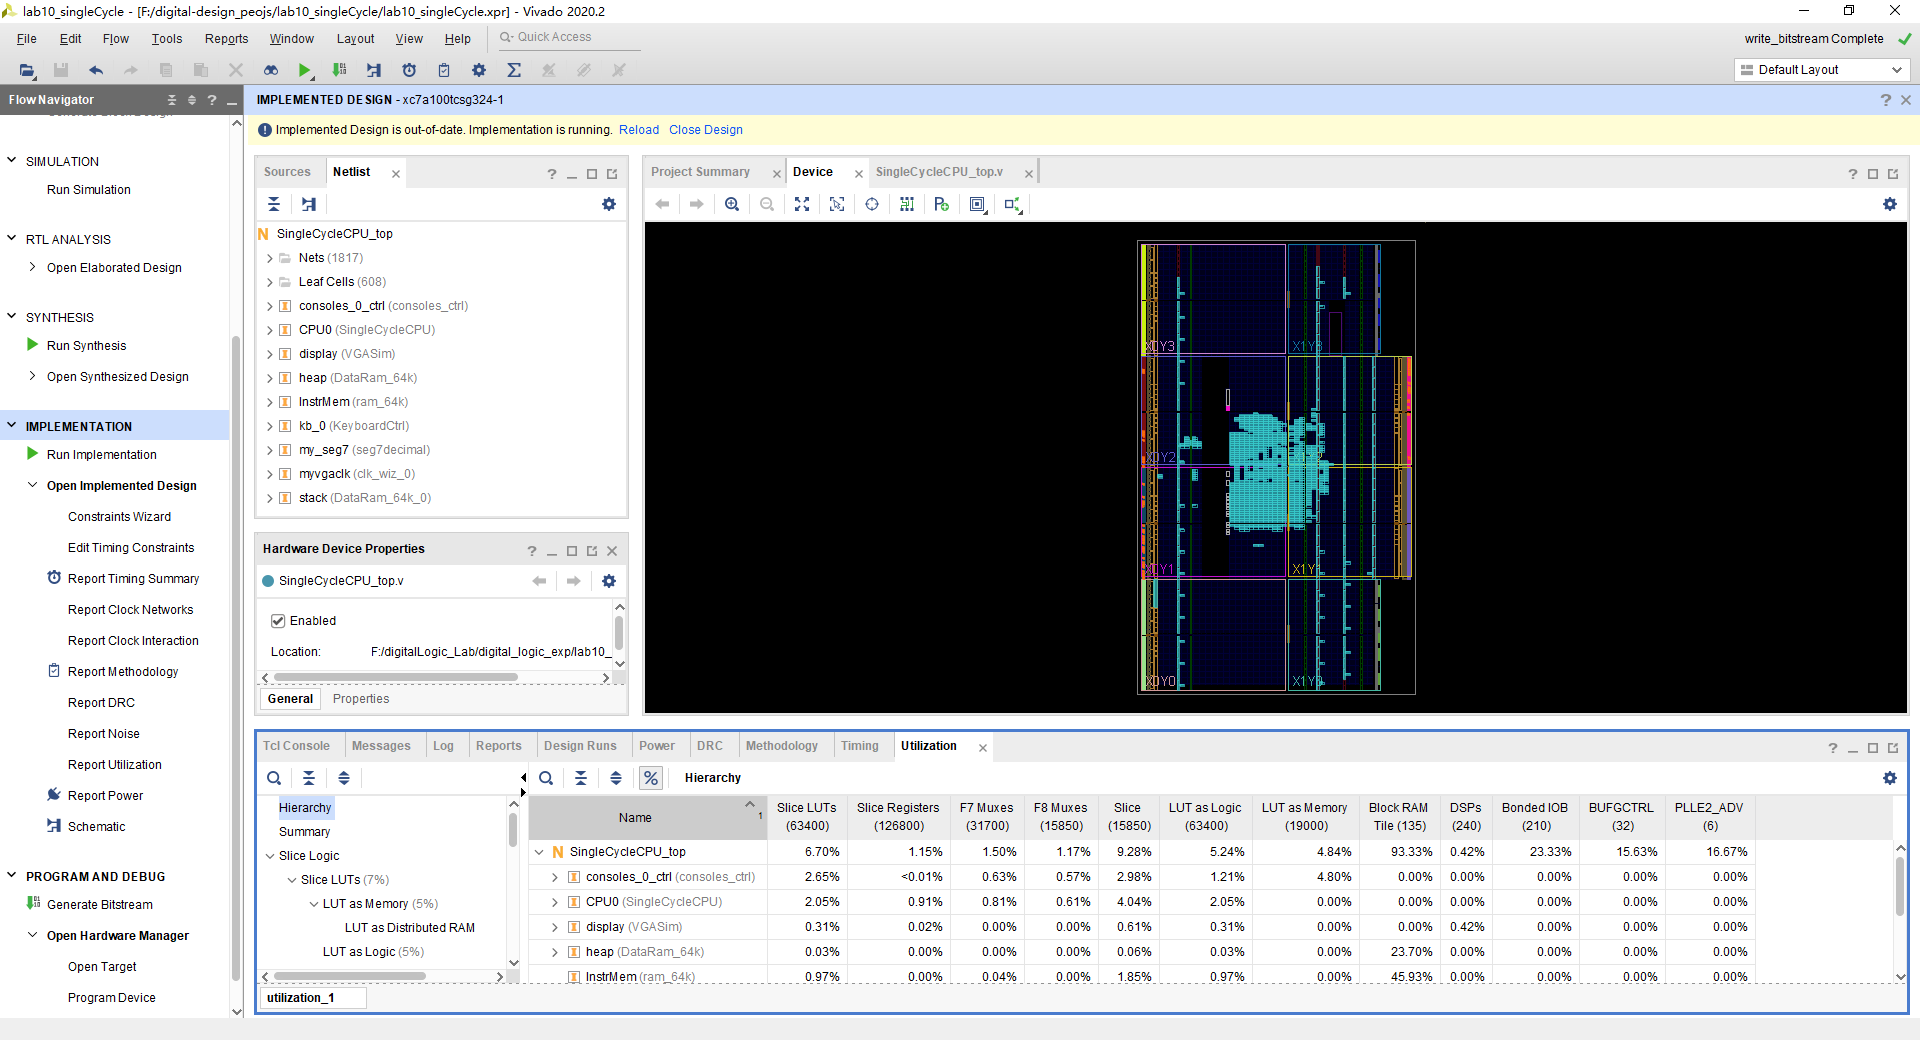 lab10_singleCycle - [F:/digital-design_peojs/lab10_singleCycle/lab10_singleCycle.xpr] - Vivado 2020.2
File Edit Flow Tools Reports Window Layout View Help Quick Access
write_bitstream Complete
Default Layout
Flow Navigator
IMPLEMENTED DESIGN - xc7a100tcsg324-1
Implemented Design is out-of-date. Implementation is running. Reload Close Design
SIMULATION
Run Simulation
RTL ANALYSIS
Open Elaborated Design
SYNTHESIS
Run Synthesis
Open Synthesized Design
IMPLEMENTATION
Run Implementation
Open Implemented Design
Constraints Wizard
Edit Timing Constraints
Report Timing Summary
Report Clock Networks
Report Clock Interaction
Report Methodology
Report DRC
Report Noise
Report Utilization
Report Power
Schematic
PROGRAM AND DEBUG
Generate Bitstream
Open Hardware Manager
Open Target
Program Device
Sources Netlist
SingleCycleCPU_top
Nets (1817)
Leaf Cells (608)
consoles_0_ctrl (consoles_ctrl)
CPU0 (SingleCycleCPU)
display (VGASim)
heap (DataRam_64k)
InstrMem (ram_64k)
kb_0 (KeyboardCtrl)
my_seg7 (seg7decimal)
myvgaclk (clk_wiz_0)
stack (DataRam_64k_0)
Hardware Device Properties
SingleCycleCPU_top.v
Enabled
Location: F:/digitalLogic_Lab/digital_logic_exp/lab10_
General Properties
Project Summary Device SingleCycleCPU_top.v
X0Y3
X0Y2
X1Y1
X0Y0
Tcl Console Messages Log Reports Design Runs Power DRC Methodology Timing Utilization
Hierarchy
Summary
Slice Logic
Slice LUTs (7%)
LUT as Memory (5%)
LUT as Distributed RAM
LUT as Logic (5%)
utilization_1
% Hierarchy
Name 1 Slice LUTs (63400) Slice Registers (126800) F7 Muxes (31700) F8 Muxes (15850) Slice (15850) LUT as Logic (63400) LUT as Memory (19000) Block RAM Tile (135) DSPs (240) Bonded IOB (210) BUFGCTRL (32) PLLE2_ADV (6)
SingleCycleCPU_top 6.70% 1.15% 1.50% 1.17% 9.28% 5.24% 4.84% 93.33% 0.42% 23.33% 15.63% 16.67%
consoles_0_ctrl (consoles_ctrl) 2.65% <0.01% 0.63% 0.57% 2.98% 1.21% 4.80% 0.00% 0.00% 0.00% 0.00% 0.00%
CPU0 (SingleCycleCPU) 2.05% 0.91% 0.81% 0.61% 4.04% 2.05% 0.00% 0.00% 0.00% 0.00% 0.00% 0.00%
display (VGASim) 0.31% 0.02% 0.00% 0.00% 0.61% 0.31% 0.00% 0.00% 0.42% 0.00% 0.00% 0.00%
heap (DataRam_64k) 0.03% 0.00% 0.00% 0.00% 0.06% 0.03% 0.00% 23.70% 0.00% 0.00% 0.00% 0.00%
InstrMem (ram_64k) 0.97% 0.00% 0.04% 0.00% 1.85% 0.97% 0.00% 45.93% 0.00% 0.00% 0.00% 0.00%